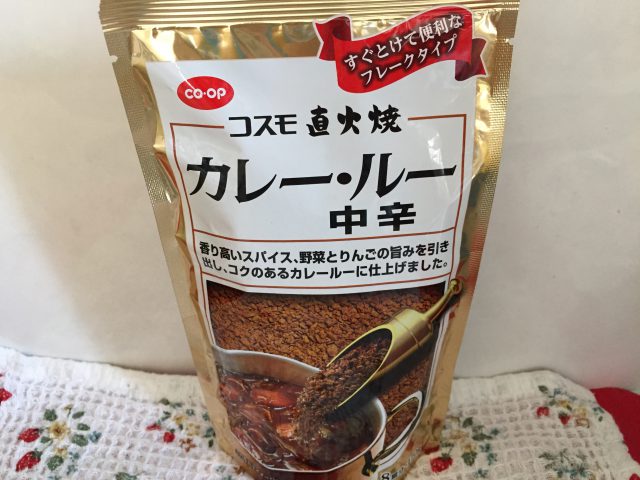 すぐとけて便利な
フレークタイプ
CO・OP
コスモ 直火焼
カレー・ルー
中辛
香り高いスパイス、野菜とりんごの旨みを引き
出し、コクのあるカレールーに仕上げました。
8